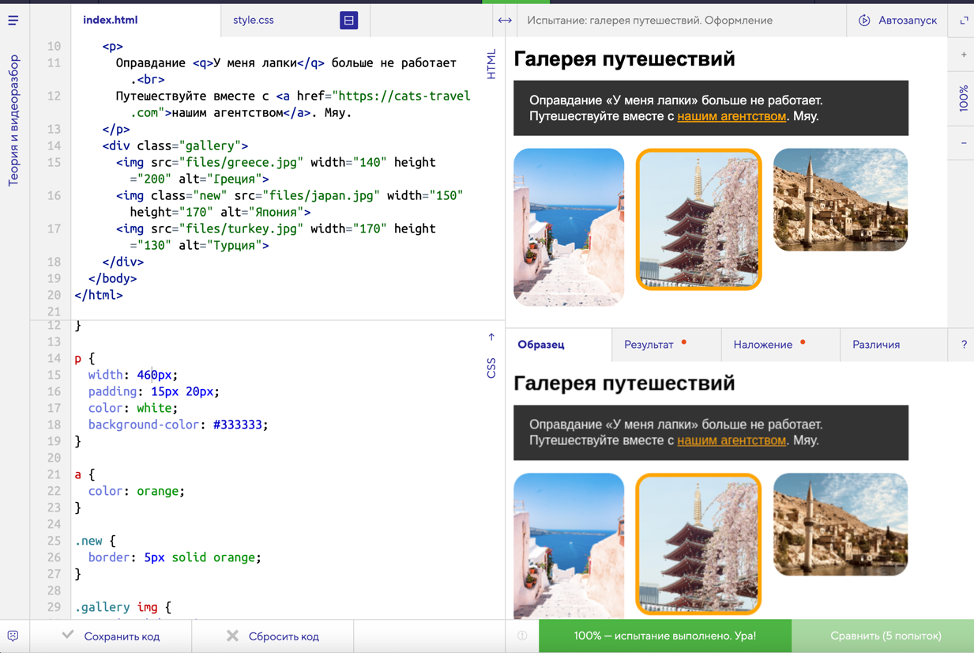 index.html
style.css
Испытание: галерея путешествий. Оформление
Автозапуск
Теория и видеоразбор
10 <p>
11 Оправдание <q>У меня лапки</q> больше не работает
.<br>
12 Путешествуйте вместе с <a href="https://cats-travel
.com">нашим агентством</a>. Мяу.
13 </p>
14 <div class="gallery">
15 <img src="files/greece.jpg" width="140" height
="200" alt="Греция">
16 <img class="new" src="files/japan.jpg" width="150"
height="170" alt="Япония">
17 <img src="files/turkey.jpg" width="170" height
="130" alt="Турция">
18 </div>
19 </body>
20 </html>
21
HTML
12 }
13
14 p {
15 width: 460px;
16 padding: 15px 20px;
17 color: white;
18 background-color: #333333;
19 }
20
21 a {
22 color: orange;
23 }
24
25 .new {
26 border: 5px solid orange;
27 }
28
29 .gallery img {
CSS
Галерея путешествий
Оправдание «У меня лапки» больше не работает.
Путешествуйте вместе с нашим агентством. Мяу.
+
100%
−
Образец
Результат
Наложение
Различия
?
Галерея путешествий
Оправдание «У меня лапки» больше не работает.
Путешествуйте вместе с нашим агентством. Мяу.
Сохранить код
Сбросить код
100% — испытание выполнено. Ура!
Сравнить (5 попыток)